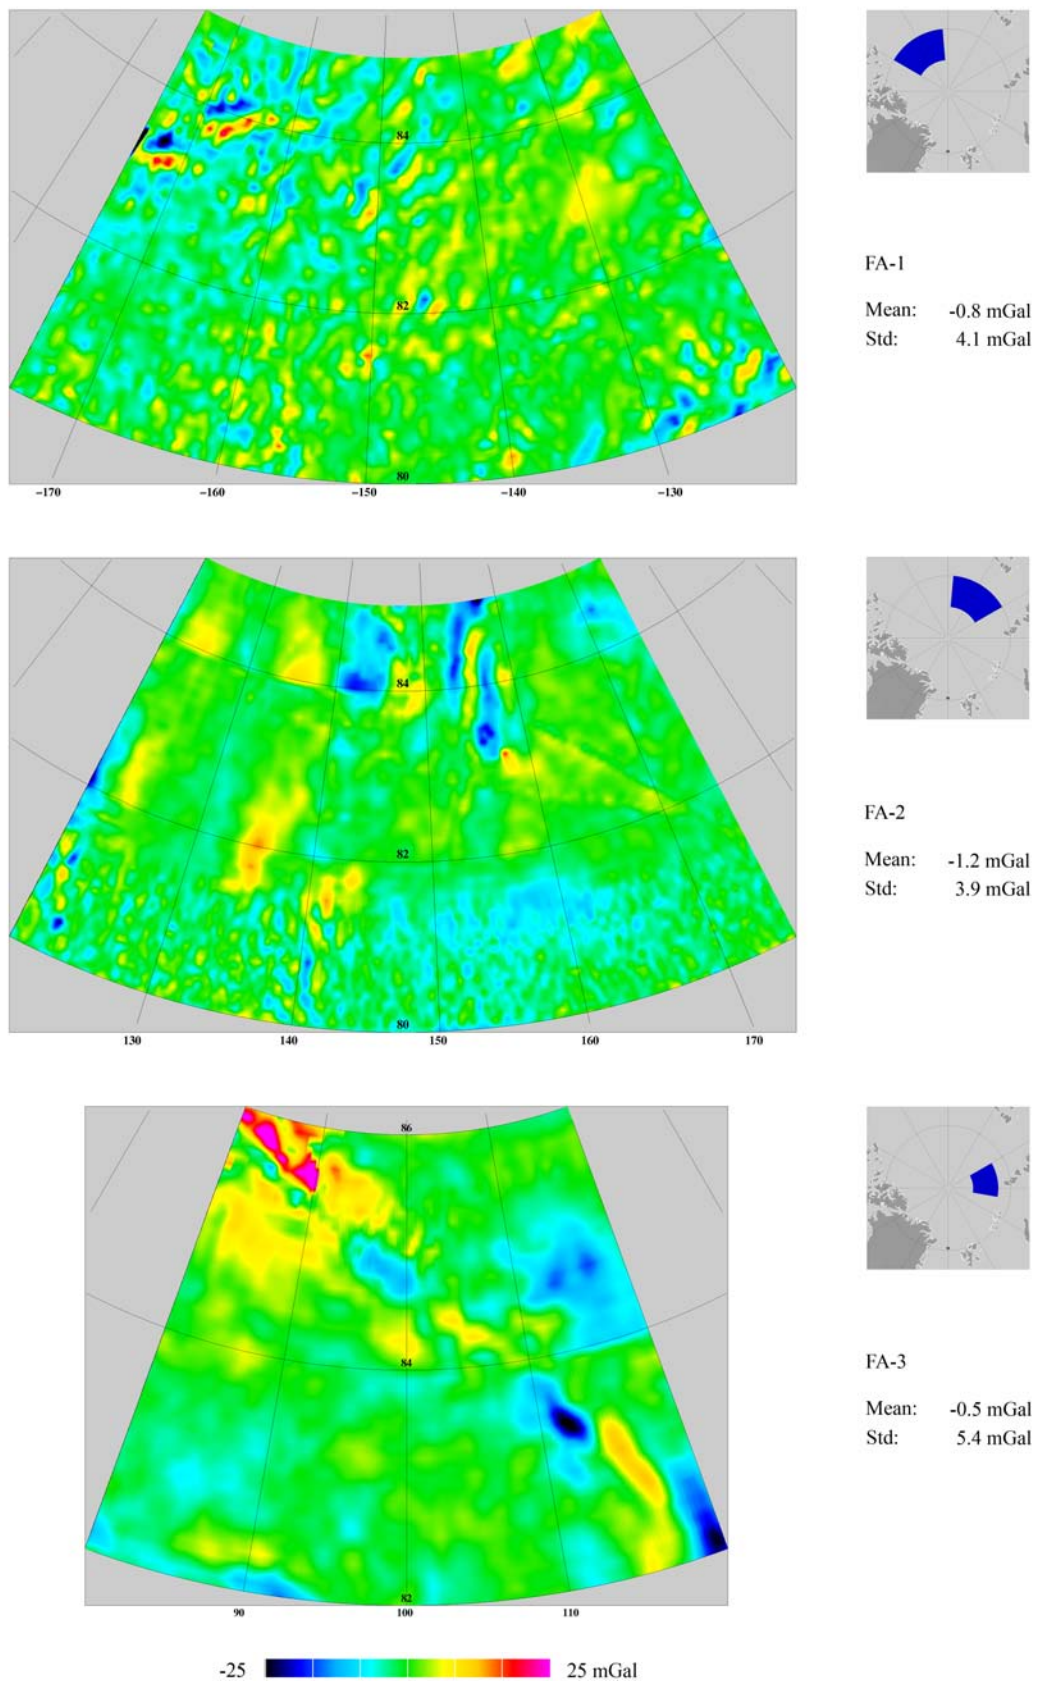 84
82
80
-170 -160 -150 -140 -130
FA-1
Mean: -0.8 mGal
Std: 4.1 mGal
84
82
80
130 140 150 160 170
FA-2
Mean: -1.2 mGal
Std: 3.9 mGal
86
84
82
90 100 110
FA-3
Mean: -0.5 mGal
Std: 5.4 mGal
-25 25 mGal